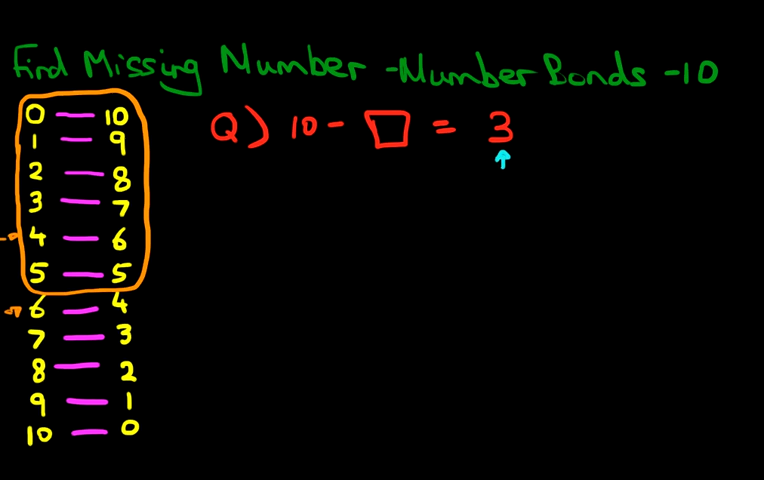 Find Missing Number - Number Bonds - 10
Q) 10 - □ = 3
0 — 10
1 — 9
2 — 8
3 — 7
4 — 6
5 — 5
6 — 4
7 — 3
8 — 2
9 — 1
10 — 0